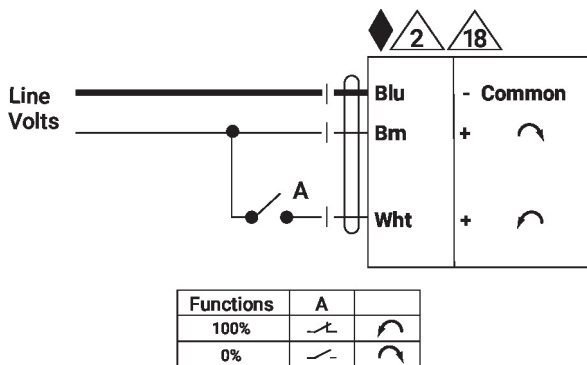 2 18
Line Volts
Blu - Common
Brn +
A
Wht +
Functions A
100%
0%